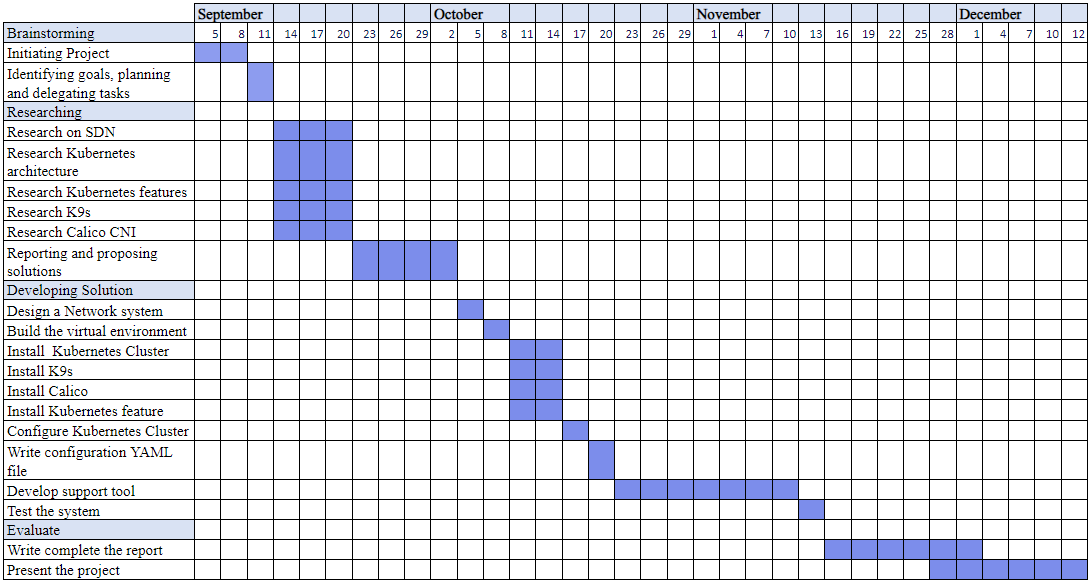 September October November December
Brainstorming 5 8 11 14 17 20 23 26 29 2 5 8 11 14 17 20 23 26 29 1 4 7 10 13 16 19 22 25 28 1 4 7 10 12
Initiating Project
Identifying goals, planning
and delegating tasks
Researching
Research on SDN
Research Kubernetes
architecture
Research Kubernetes features
Research K9s
Research Calico CNI
Reporting and proposing
solutions
Developing Solution
Design a Network system
Build the virtual environment
Install Kubernetes Cluster
Install K9s
Install Calico
Install Kubernetes feature
Configure Kubernetes Cluster
Write configuration YAML
file
Develop support tool
Test the system
Evaluate
Write complete the report
Present the project